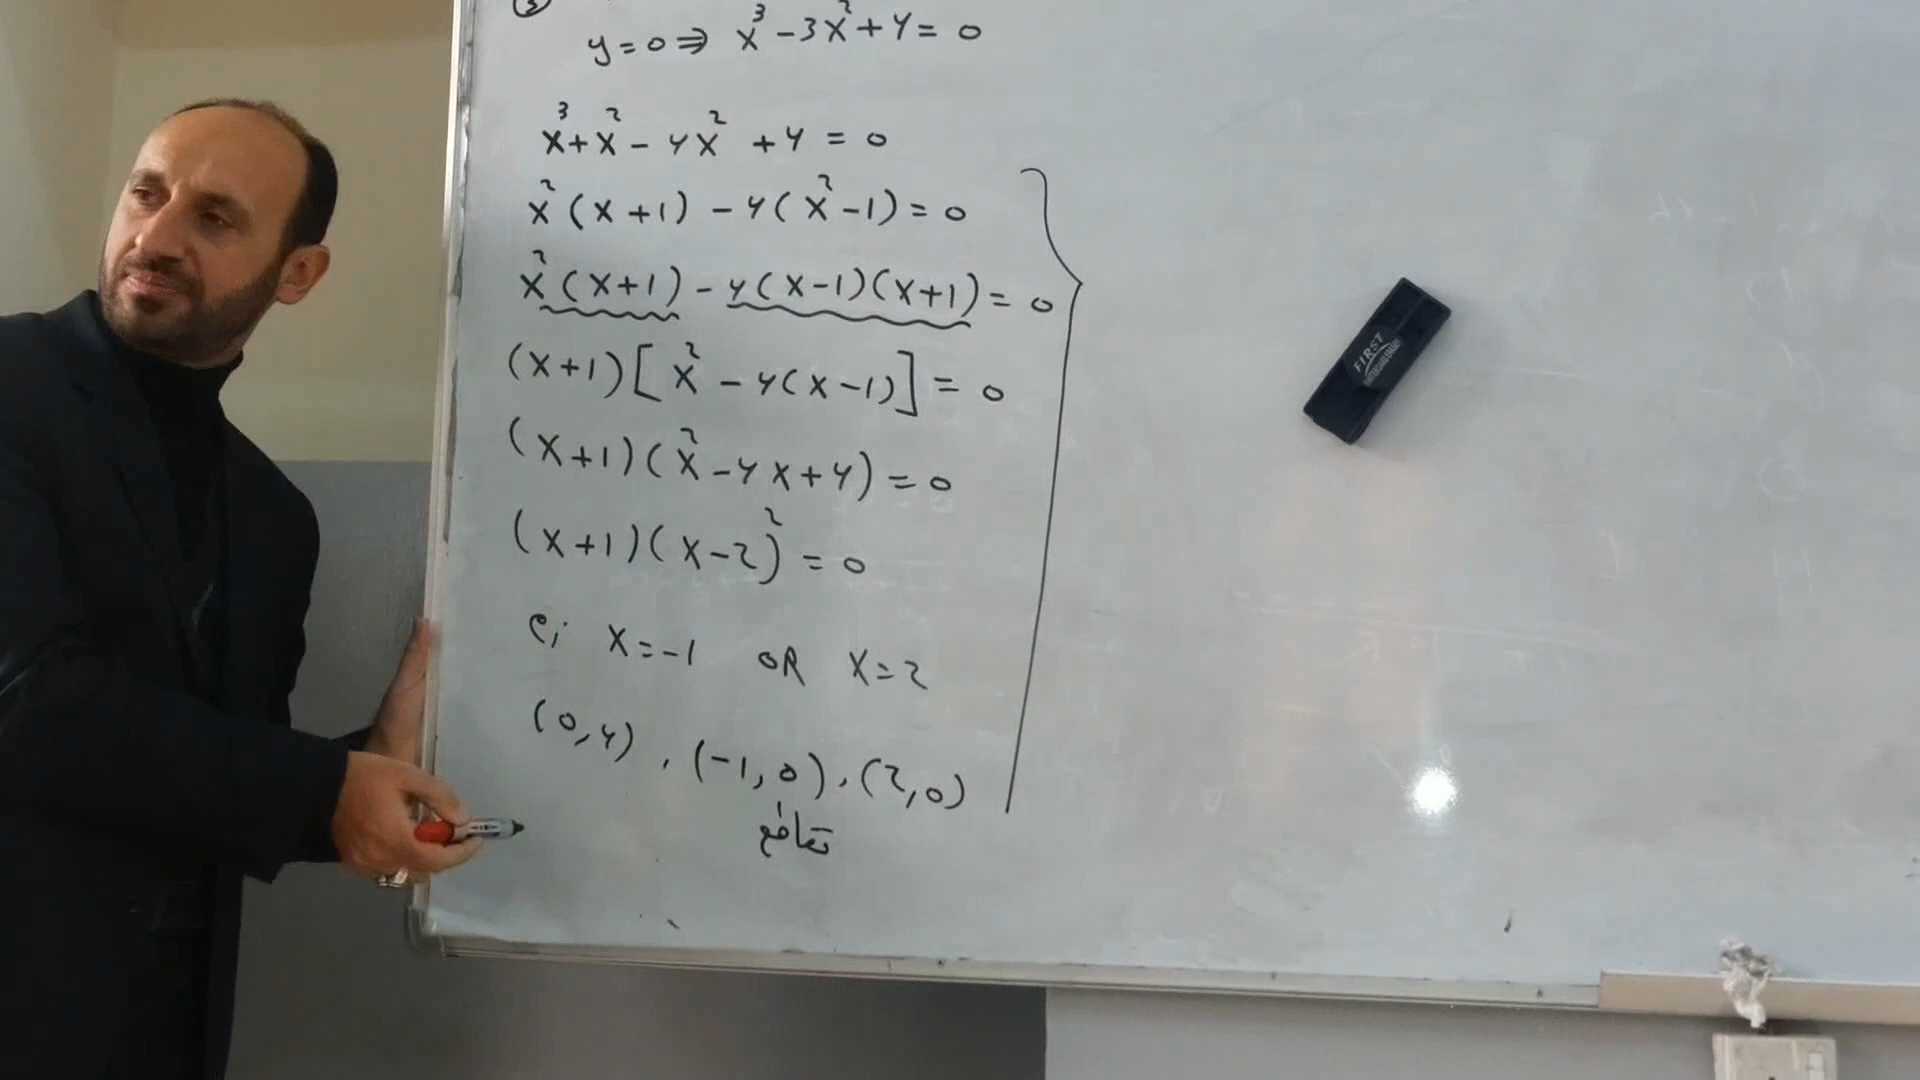 ③
y = 0 ⇒ x³ - 3x² + 4 = 0
x³ + x² - 4x² + 4 = 0
x² (x + 1) - 4 (x² - 1) = 0
x² (x + 1) - 4 (x - 1)(x + 1) = 0
(x + 1) [x² - 4 (x - 1)] = 0
(x + 1)(x² - 4x + 4) = 0
(x + 1)(x - 2)² = 0
x = -1 OR x = 2
(0, 4) , (-1, 0) , (2, 0)
تقاطع
FIRST